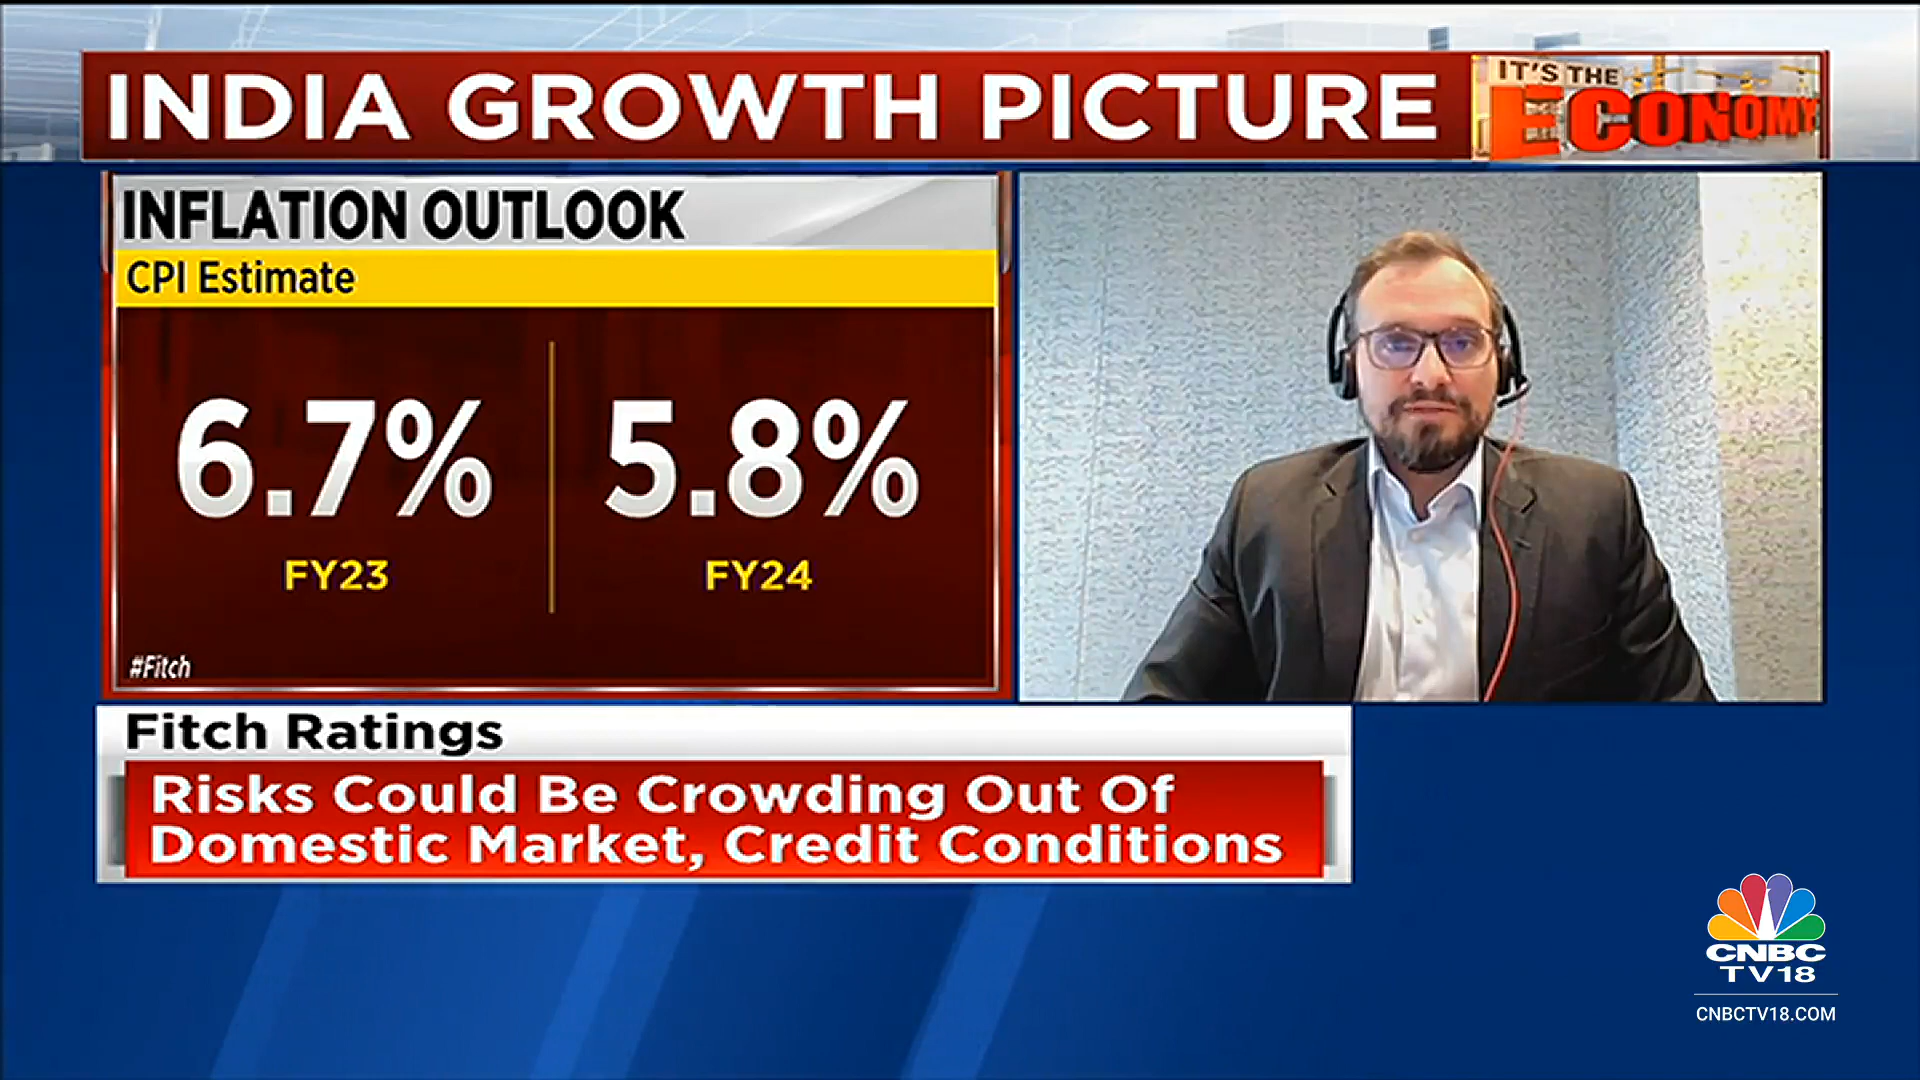 INDIA GROWTH PICTURE
IT'S THE
ECONOMY
INFLATION OUTLOOK
CPI Estimate
6.7%
5.8%
FY23
FY24
#Fitch
Fitch Ratings
Risks Could Be Crowding Out Of
Domestic Market, Credit Conditions
CNBC
TV18
CNBCTV18.COM